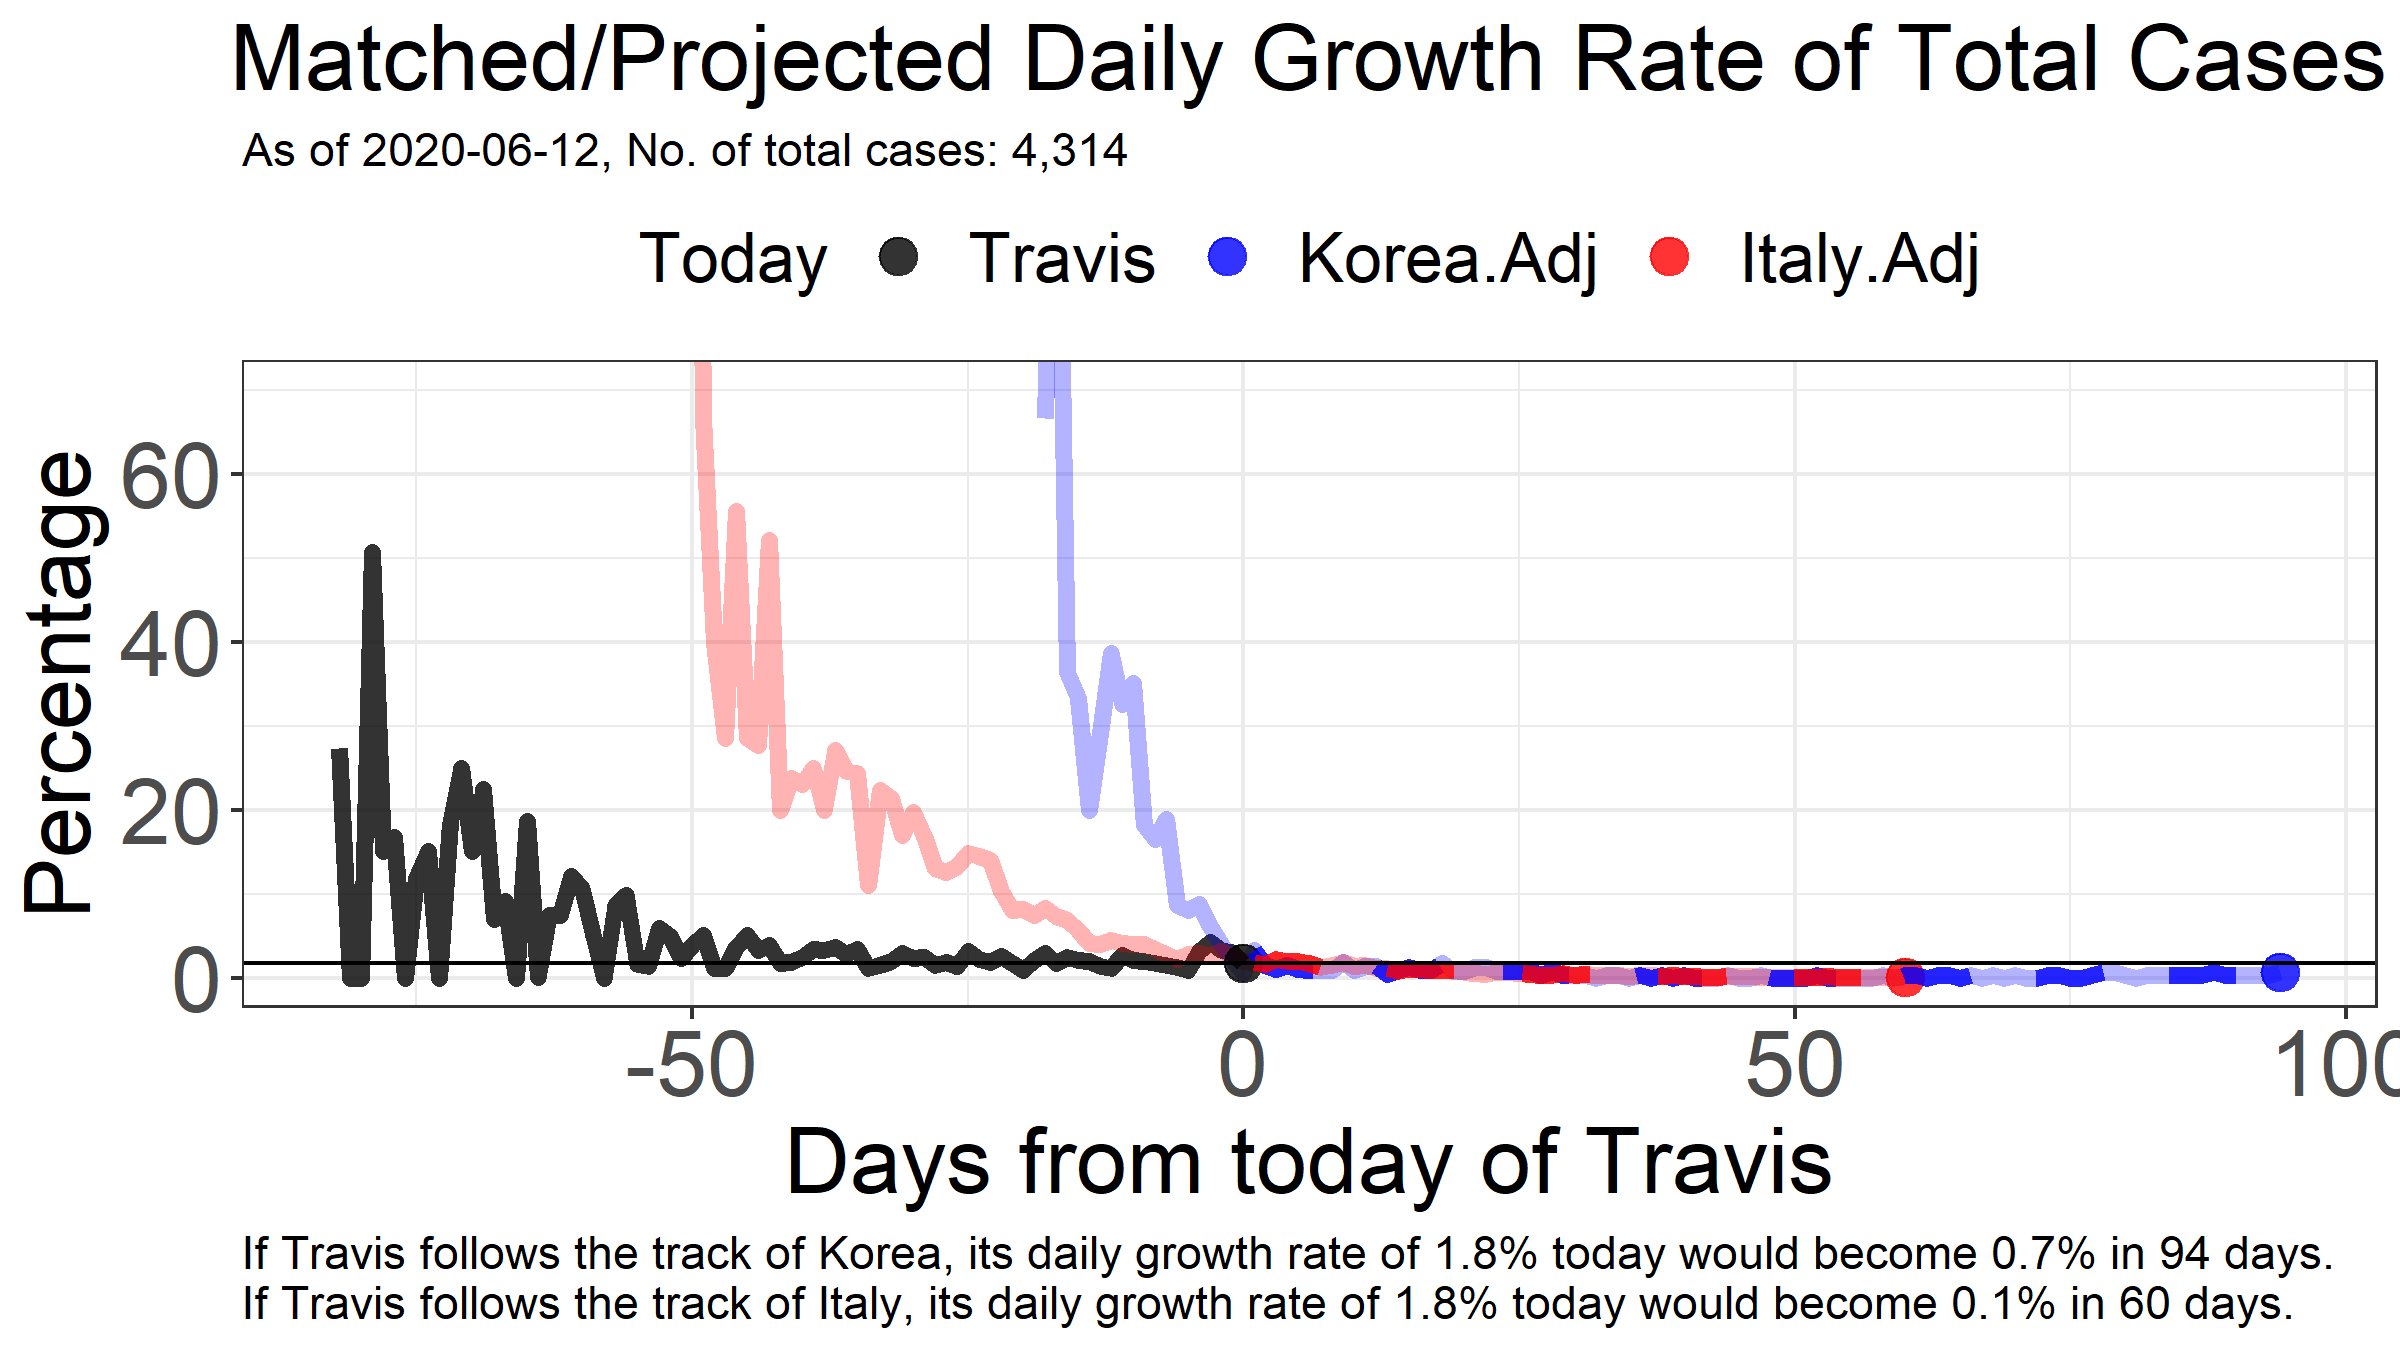 Matched/Projected Daily Growth Rate of Total Cases
As of 2020-06-12, No. of total cases: 4,314
Today Travis Korea.Adj Italy.Adj
Percentage
60
40
20
0
-50 0 50 100
Days from today of Travis
If Travis follows the track of Korea, its daily growth rate of 1.8% today would become 0.7% in 94 days.
If Travis follows the track of Italy, its daily growth rate of 1.8% today would become 0.1% in 60 days.